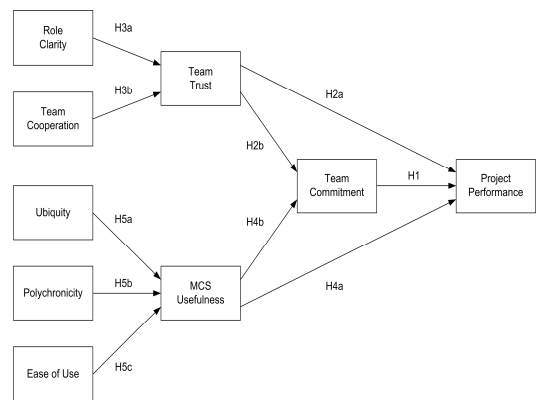 Role
Clarity
H3a
Team
Trust
Team
Cooperation
H3b
H2a
H2b
Team
Commitment
H1
Project
Performance
Ubiquity
H5a
H4b
Polychronicity
H5b
MCS
Usefulness
H4a
Ease of Use
H5c